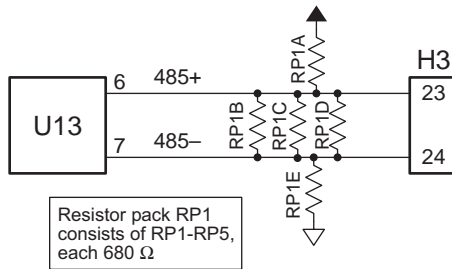 RP1A
H3
6 485+
23
U13
RP1B
RP1C
RP1D
7 485–
24
RP1E
Resistor pack RP1
consists of RP1-RP5,
each 680 Ω